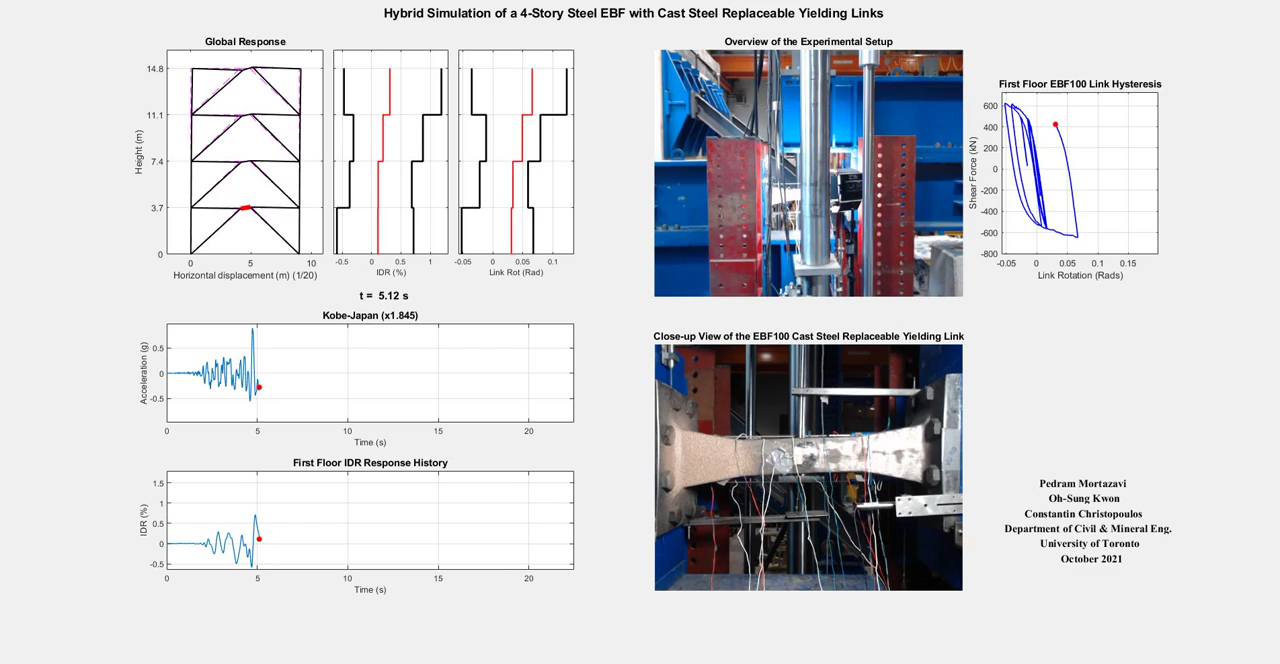 Hybrid Simulation of a 4-Story Steel EBF with Cast Steel Replaceable Yielding Links
Global Response
14.8
11.1
7.4
3.7
0
Height (m)
0 5 10
Horizontal displacement (m) (1/20)
-0.5 0 0.5 1
IDR (%)
-0.05 0 0.05 0.1
Link Rot (Rad)
t = 5.12 s
Kobe-Japan (x1.845)
0.5
0
-0.5
Acceleration (g)
0 5 10 15 20
Time (s)
First Floor IDR Response History
1.5
1
0.5
0
-0.5
IDR (%)
0 5 10 15 20
Time (s)
Overview of the Experimental Setup
First Floor EBF100 Link Hysteresis
600
400
200
0
-200
-400
-600
-800
Shear Force (kN)
-0.05 0 0.05 0.1 0.15
Link Rotation (Rads)
Close-up View of the EBF100 Cast Steel Replaceable Yielding Link
Pedram Mortazavi
Oh-Sung Kwon
Constantin Christopoulos
Department of Civil & Mineral Eng.
University of Toronto
October 2021